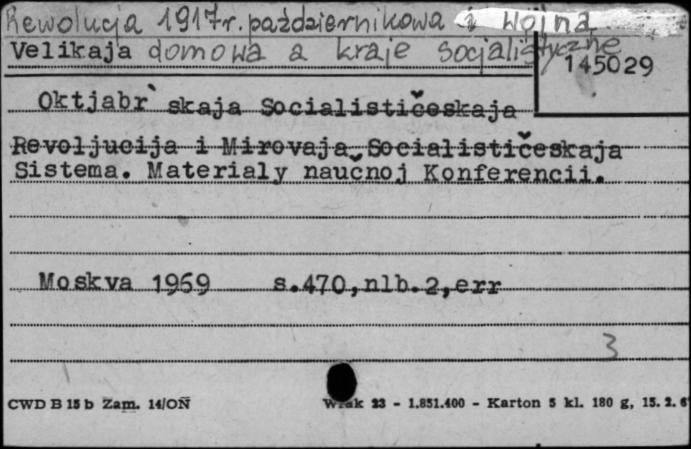 Rewolucja 1917r. październikowa i wojna
Velikaja domowa a kraje socjalistyczne
145029
Oktjabr`skaja Socialističeskaja
Revoljucija i Mirovaja Socialističeskaja
Sistema. Materialy naučnoj Konferencii.
Moskva 1969 s.470,nlb.2,err
3
CWD B 15 b Zam. 14/OŃ Wrak 23 - 1.851.400 - Karton 5 kl. 180 g, 15. 2. 6